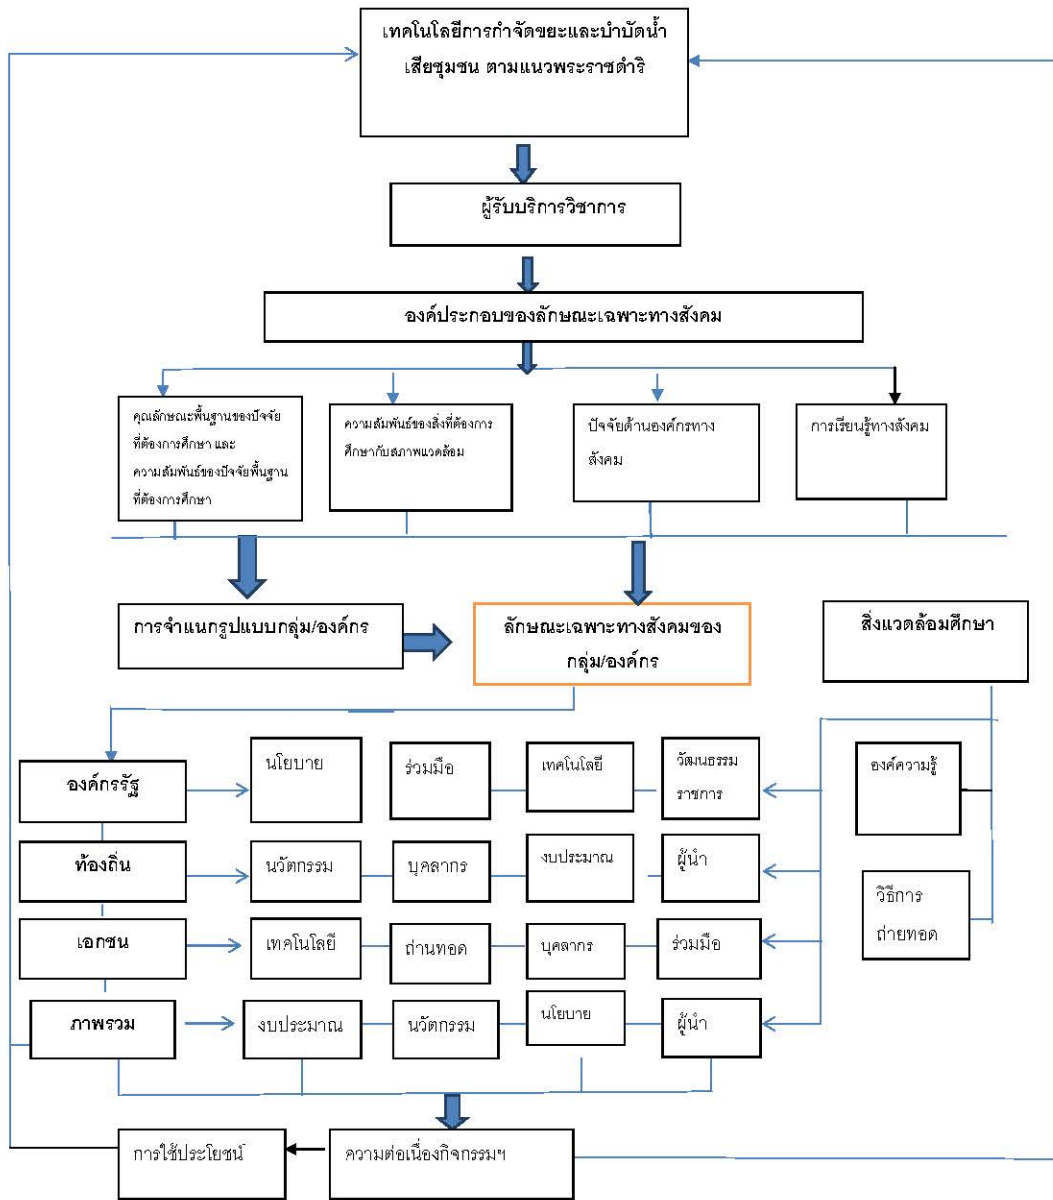 เทคโนโลยีการกำจัดขยะและบำบัดน้ำ
เสียชุมชน ตามแนวพระราชดำริ
ผู้รับบริการวิชาการ
องค์ประกอบของลักษณะเฉพาะทางสังคม
คุณลักษณะพื้นฐานของปัจจัย
ที่ต้องการศึกษา และ
ความสัมพันธ์ของปัจจัยพื้นฐาน
ที่ต้องการศึกษา
ความสัมพันธ์ของสิ่งที่ต้องการ
ศึกษากับสภาพแวดล้อม
ปัจจัยด้านองค์กรทาง
สังคม
การเรียนรู้ทางสังคม
การจำแนกรูปแบบกลุ่ม/องค์กร
ลักษณะเฉพาะทางสังคมของ
กลุ่ม/องค์กร
สิ่งแวดล้อมศึกษา
องค์กรรัฐ
นโยบาย
ร่วมมือ
เทคโนโลยี
วัฒนธรรม
ราชการ
องค์ความรู้
ท้องถิ่น
นวัตกรรม
บุคลากร
งบประมาณ
ผู้นำ
วิธีการ
ถ่ายทอด
เอกชน
เทคโนโลยี
ถ่านทอด
บุคลากร
ร่วมมือ
ภาพรวม
งบประมาณ
นวัตกรรม
นโยบาย
ผู้นำ
การใช้ประโยชน์
ความต่อเนื่องกิจกรรมฯ